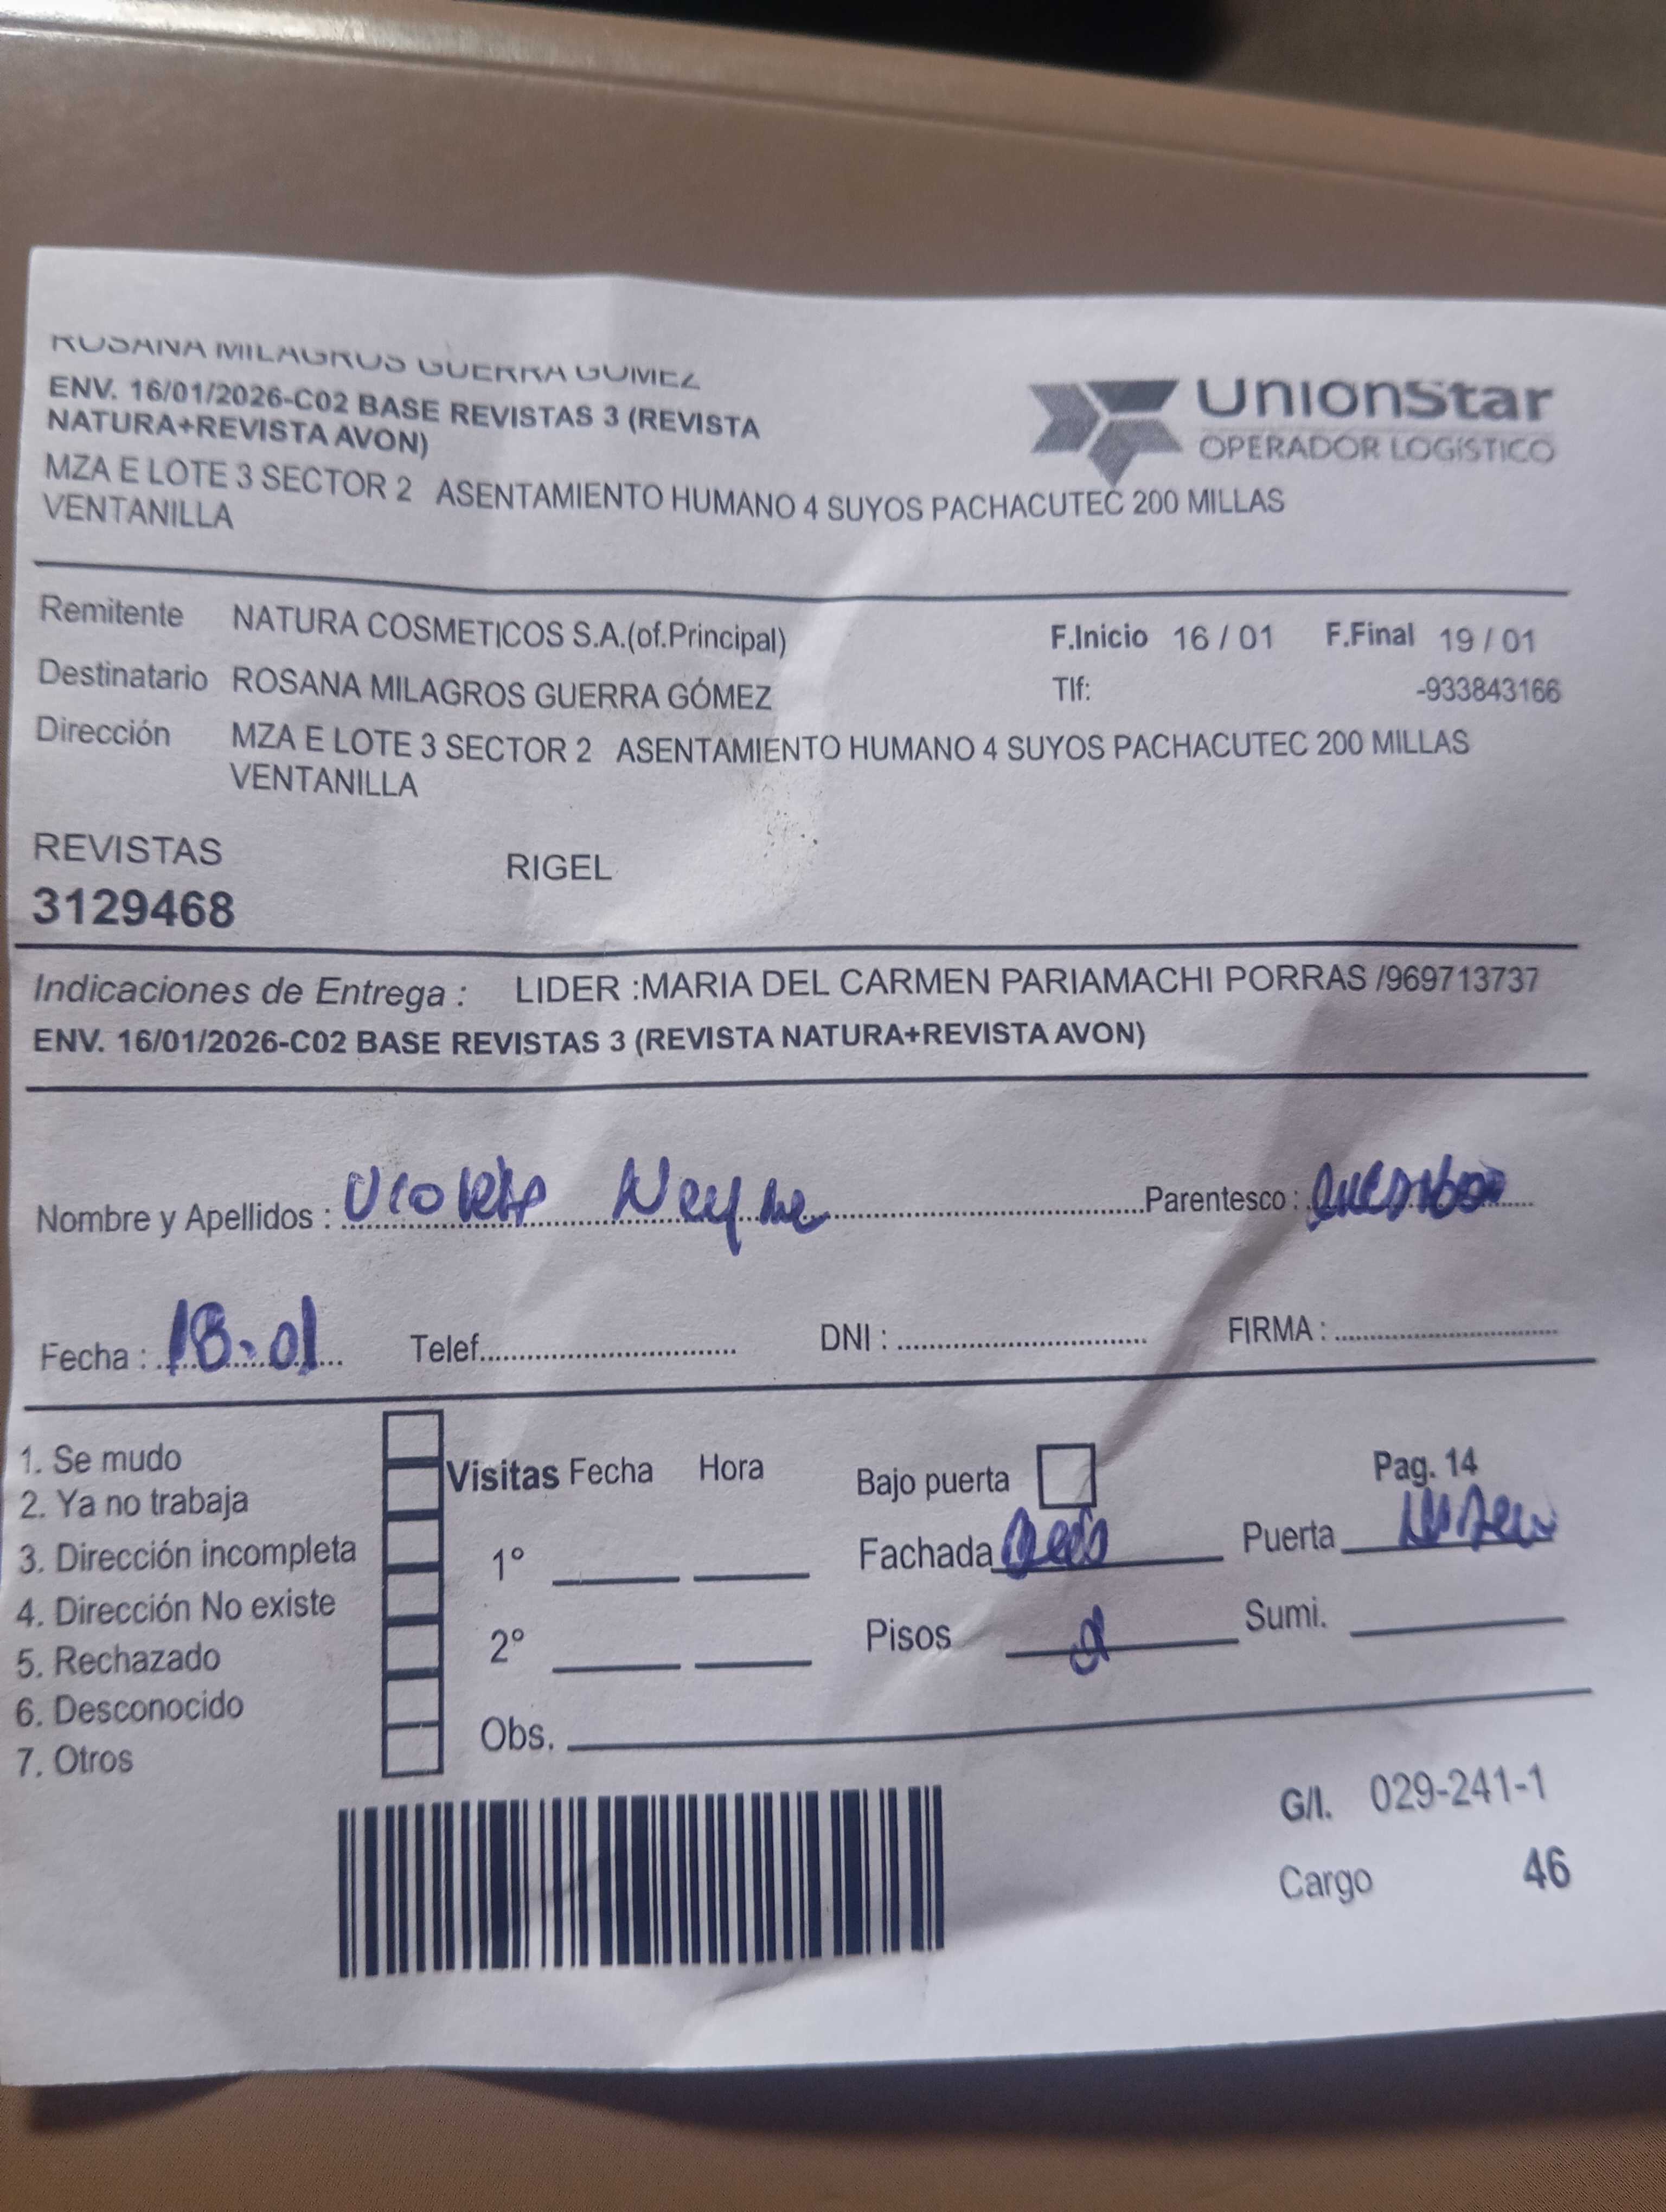 ROSANA MILAGROS GUERRA GOMEZ
ENV. 16/01/2026-C02 BASE REVISTAS 3 (REVISTA
NATURA+REVISTA AVON)
MZA E LOTE 3 SECTOR 2 ASENTAMIENTO HUMANO 4 SUYOS PACHACUTEC 200 MILLAS
VENTANILLA
UnionStar
OPERADOR LOGÍSTICO
Remitente NATURA COSMETICOS S.A.(of.Principal) F.Inicio 16 / 01 F.Final 19 / 01
Destinatario ROSANA MILAGROS GUERRA GÓMEZ Tlf: -933843166
Dirección MZA E LOTE 3 SECTOR 2 ASENTAMIENTO HUMANO 4 SUYOS PACHACUTEC 200 MILLAS
VENTANILLA
REVISTAS RIGEL
3129468
Indicaciones de Entrega : LIDER :MARIA DEL CARMEN PARIAMACHI PORRAS /969713737
ENV. 16/01/2026-C02 BASE REVISTAS 3 (REVISTA NATURA+REVISTA AVON)
Nombre y Apellidos : Violeta Parentesco :
Fecha : 18-01 Telef. DNI : FIRMA :
1. Se mudo
2. Ya no trabaja
3. Dirección incompleta
4. Dirección No existe
5. Rechazado
6. Desconocido
7. Otros
Visitas Fecha Hora
1°
2°
Obs.
Bajo puerta Pag. 14
Fachada Puerta
Pisos Sumi.
G/I. 029-241-1
Cargo 46